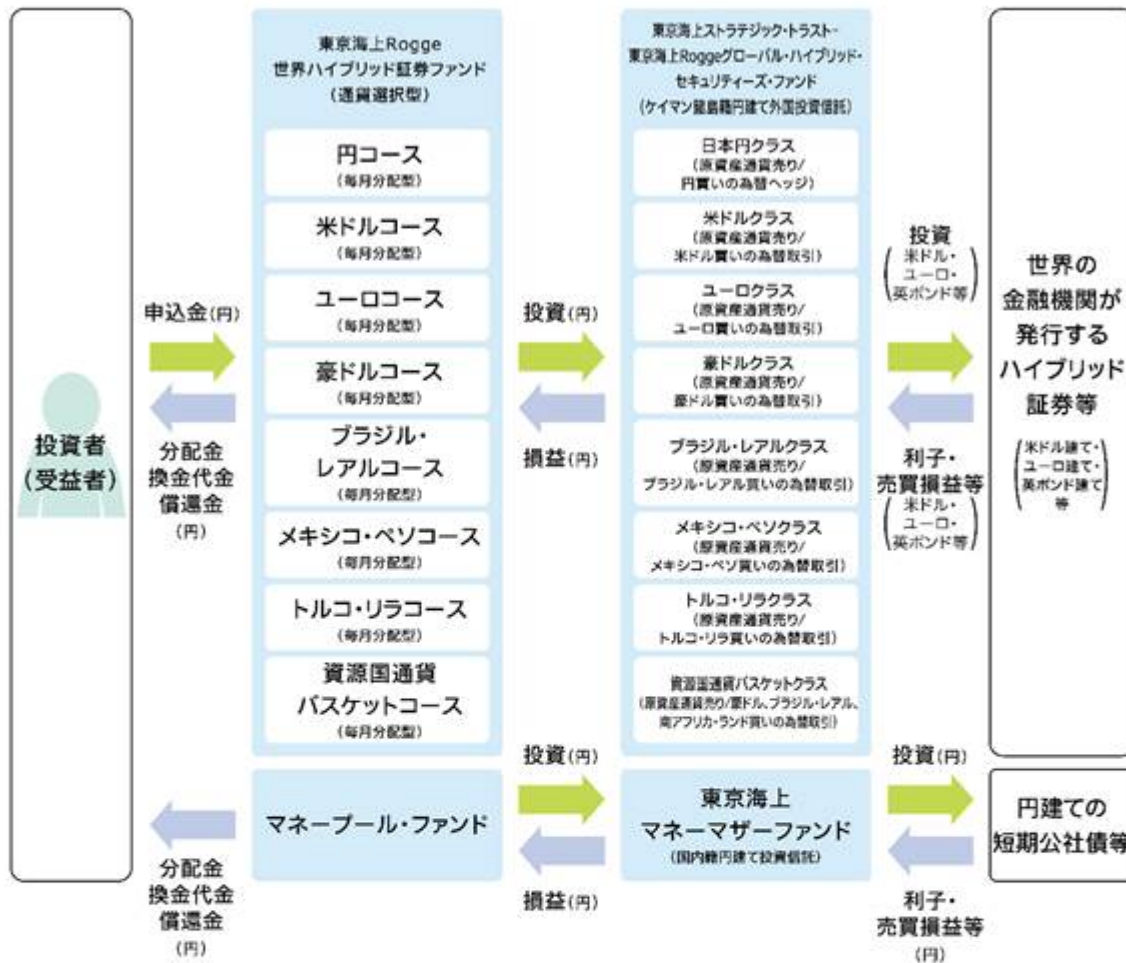 投資者
(受益者)
申込金(円)
分配金
換金代金
償還金
(円)
分配金
換金代金
償還金
(円)
東京海上Rogge
世界ハイブリッド証券ファンド
(通貨選択型)
円コース
(毎月分配型)
米ドルコース
(毎月分配型)
ユーロコース
(毎月分配型)
豪ドルコース
(毎月分配型)
ブラジル・
レアルコース
(毎月分配型)
メキシコ・ペソコース
(毎月分配型)
トルコ・リラコース
(毎月分配型)
資源国通貨
バスケットコース
(毎月分配型)
マネープール・ファンド
投資(円)
損益(円)
投資(円)
損益(円)
東京海上ストラテジック・トラスト-
東京海上Roggeグローバル・ハイブリッド・
セキュリティーズ・ファンド
(ケイマン籍円建て外国投資信託)
日本円クラス
(原資産通貨売り/
円買いの為替ヘッジ)
米ドルクラス
(原資産通貨売り/
米ドル買いの為替取引)
ユーロクラス
(原資産通貨売り/
ユーロ買いの為替取引)
豪ドルクラス
(原資産通貨売り/
豪ドル買いの為替取引)
ブラジル・レアルクラス
(原資産通貨売り/
ブラジル・レアル買いの為替取引)
メキシコ・ペソクラス
(原資産通貨売り/
メキシコ・ペソ買いの為替取引)
トルコ・リラクラス
(原資産通貨売り/
トルコ・リラ買いの為替取引)
資源国通貨バスケットクラス
(原資産通貨売り/豪ドル、ブラジル・レアル、
南アフリカ・ランド買いの為替取引)
東京海上
マネーマザーファンド
(国内籍円建て投資信託)
投資
(米ドル・
ユーロ・
英ポンド等)
利子・
売買損益等
(米ドル・
ユーロ・
英ポンド等)
投資(円)
利子・
売買損益等
(円)
世界の
金融機関が
発行する
ハイブリッド
証券等
(米ドル建て・
ユーロ建て・
英ポンド建て
等)
円建ての
短期公社債等